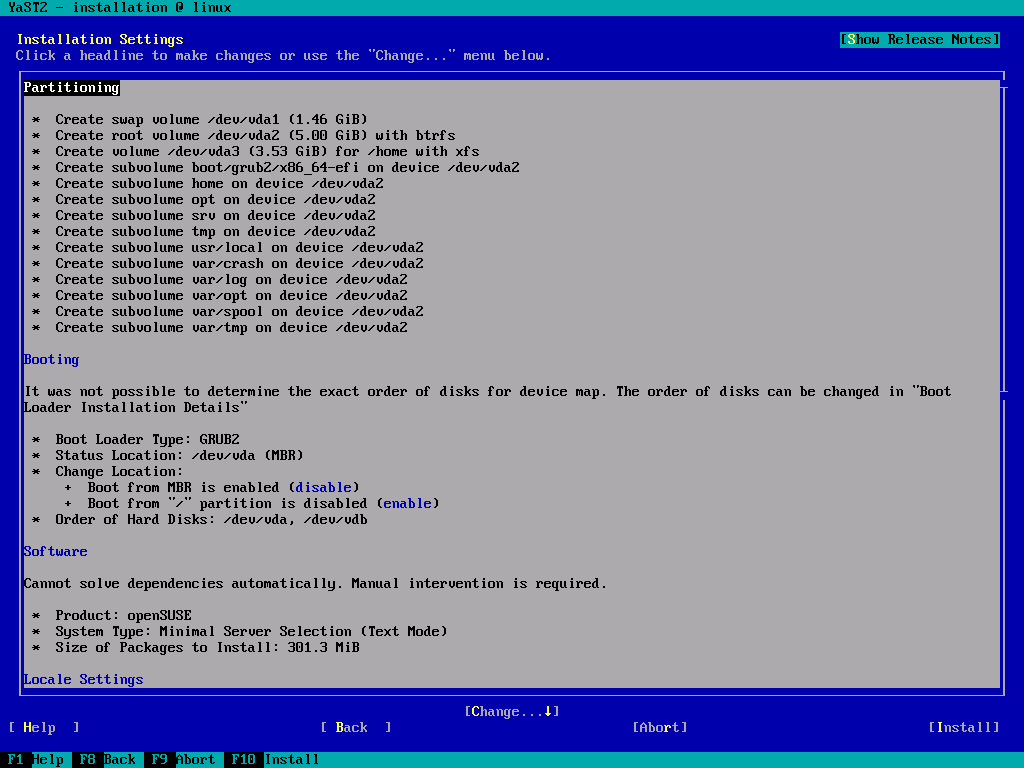 YaST2 - installation @ linux
Installation Settings
[Show Release Notes]
Click a headline to make changes or use the "Change..." menu below.
Partitioning
* Create swap volume /dev/vda1 (1.46 GiB)
* Create root volume /dev/vda2 (5.00 GiB) with btrfs
* Create volume /dev/vda3 (3.53 GiB) for /home with xfs
* Create subvolume boot/grub2/x86_64-efi on device /dev/vda2
* Create subvolume home on device /dev/vda2
* Create subvolume opt on device /dev/vda2
* Create subvolume srv on device /dev/vda2
* Create subvolume tmp on device /dev/vda2
* Create subvolume usr/local on device /dev/vda2
* Create subvolume var/crash on device /dev/vda2
* Create subvolume var/log on device /dev/vda2
* Create subvolume var/opt on device /dev/vda2
* Create subvolume var/spool on device /dev/vda2
* Create subvolume var/tmp on device /dev/vda2
Booting
It was not possible to determine the exact order of disks for device map. The order of disks can be changed in "Boot
Loader Installation Details"
* Boot Loader Type: GRUB2
* Status Location: /dev/vda (MBR)
* Change Location:
+ Boot from MBR is enabled (disable)
+ Boot from "/" partition is disabled (enable)
* Order of Hard Disks: /dev/vda, /dev/vdb
Software
Cannot solve dependencies automatically. Manual intervention is required.
* Product: openSUSE
* System Type: Minimal Server Selection (Text Mode)
* Size of Packages to Install: 301.3 MiB
Locale Settings
[Change...↓]
[ Help ] [ Back ] [Abort] [Install]
F1 Help F8 Back F9 Abort F10 Install